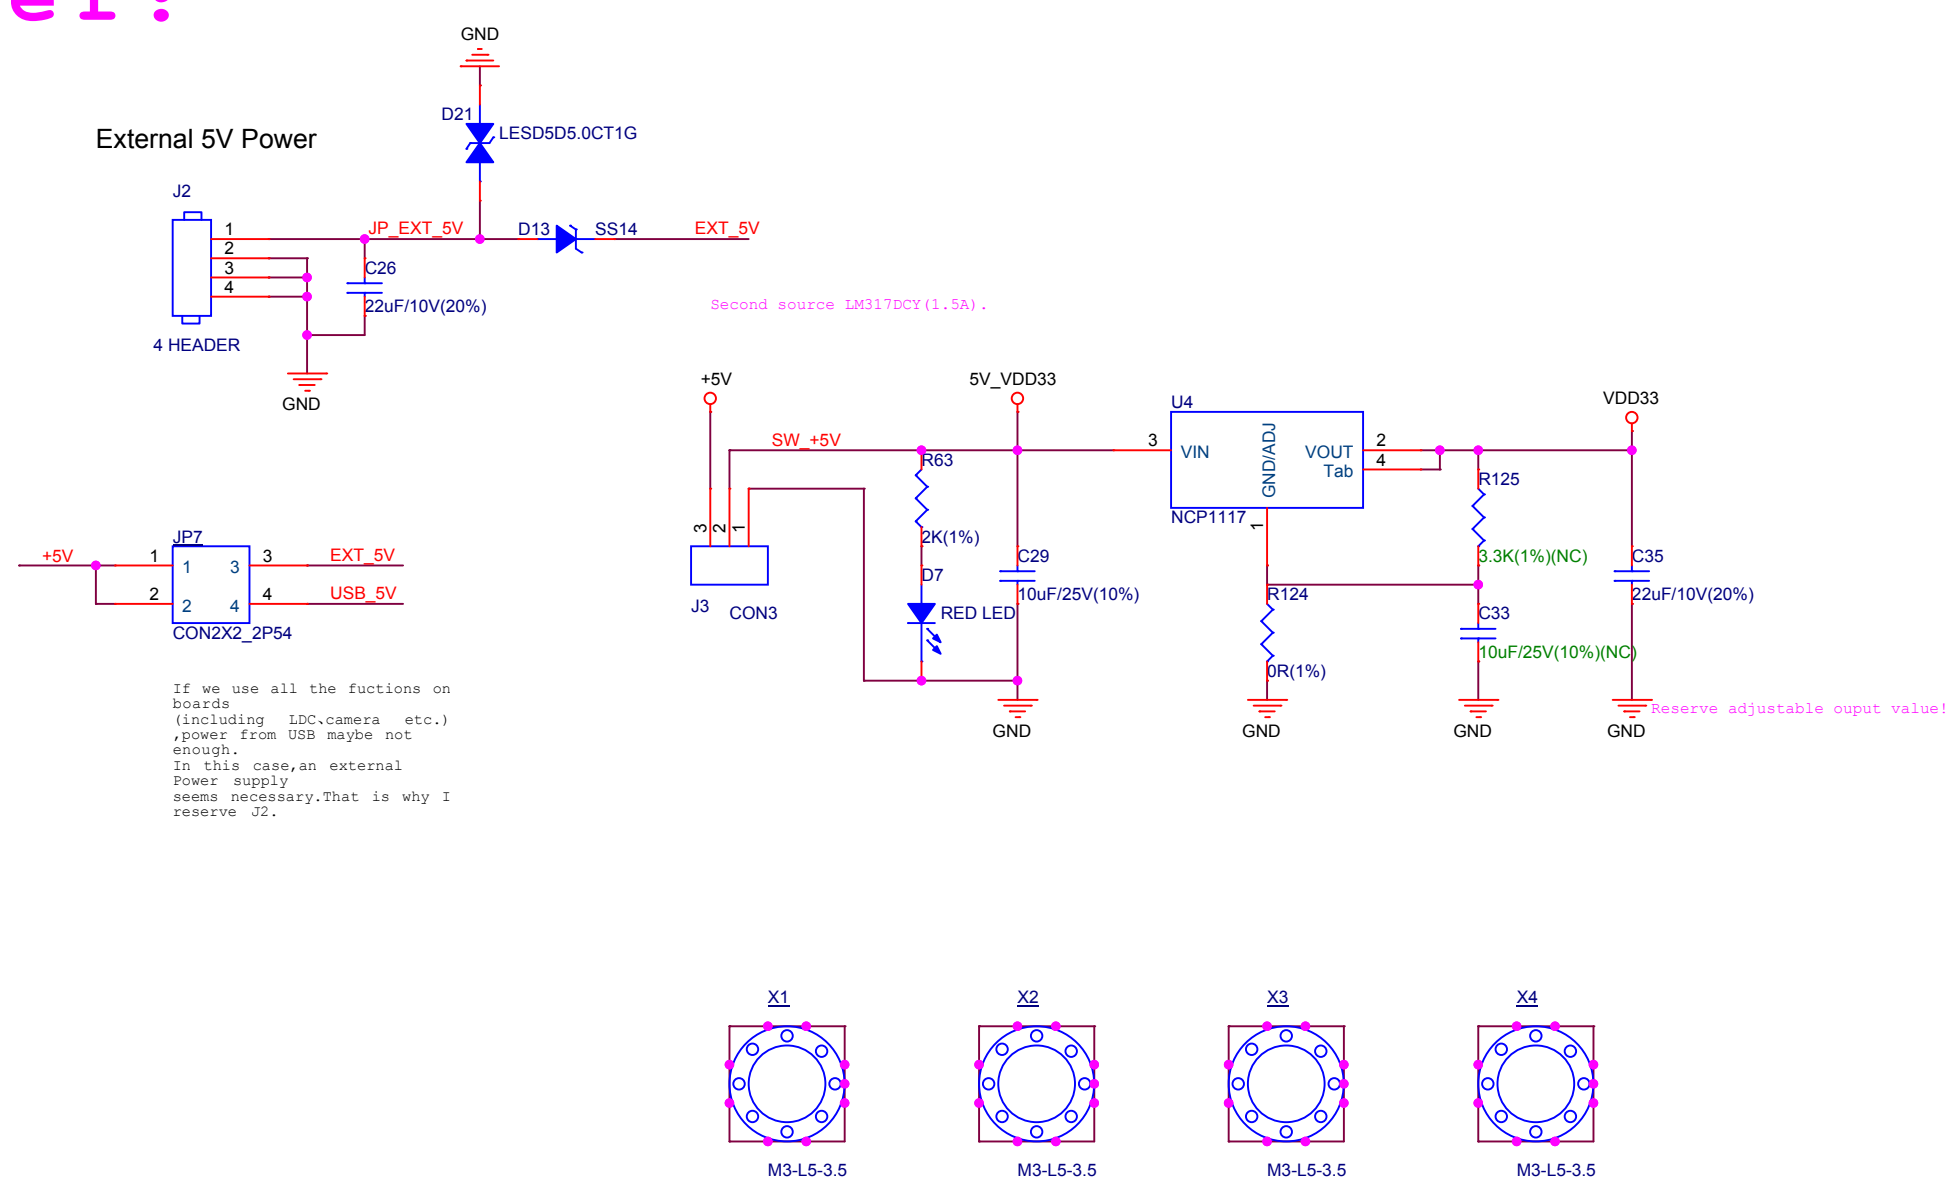 er!
GND
D21
LESD5D5.0CT1G
External 5V Power
J2
1
2
3
4
JP_EXT_5V
D13
SS14
EXT_5V
C26
22uF/10V(20%)
4 HEADER
GND
Second source LM317DCY(1.5A).
+5V
5V_VDD33
U4
VDD33
SW_+5V
3
VIN
GND/ADJ
VOUT
Tab
2
4
NCP1117
1
R63
2K(1%)
D7
RED LED
C29
10uF/25V(10%)
3
2
1
J3
CON3
GND
R125
3.3K(1%)(NC)
R124
0R(1%)
GND
C33
10uF/25V(10%)(NC)
GND
C35
22uF/10V(20%)
GND
Reserve adjustable ouput value!
JP7
+5V
1
2
1
2
3
4
3
4
EXT_5V
USB_5V
CON2X2_2P54
If we use all the fuctions on
boards
(including LDC、camera etc.)
,power from USB maybe not
enough.
In this case,an external
Power supply
seems necessary.That is why I
reserve J2.
X1
X2
X3
X4
M3-L5-3.5
M3-L5-3.5
M3-L5-3.5
M3-L5-3.5